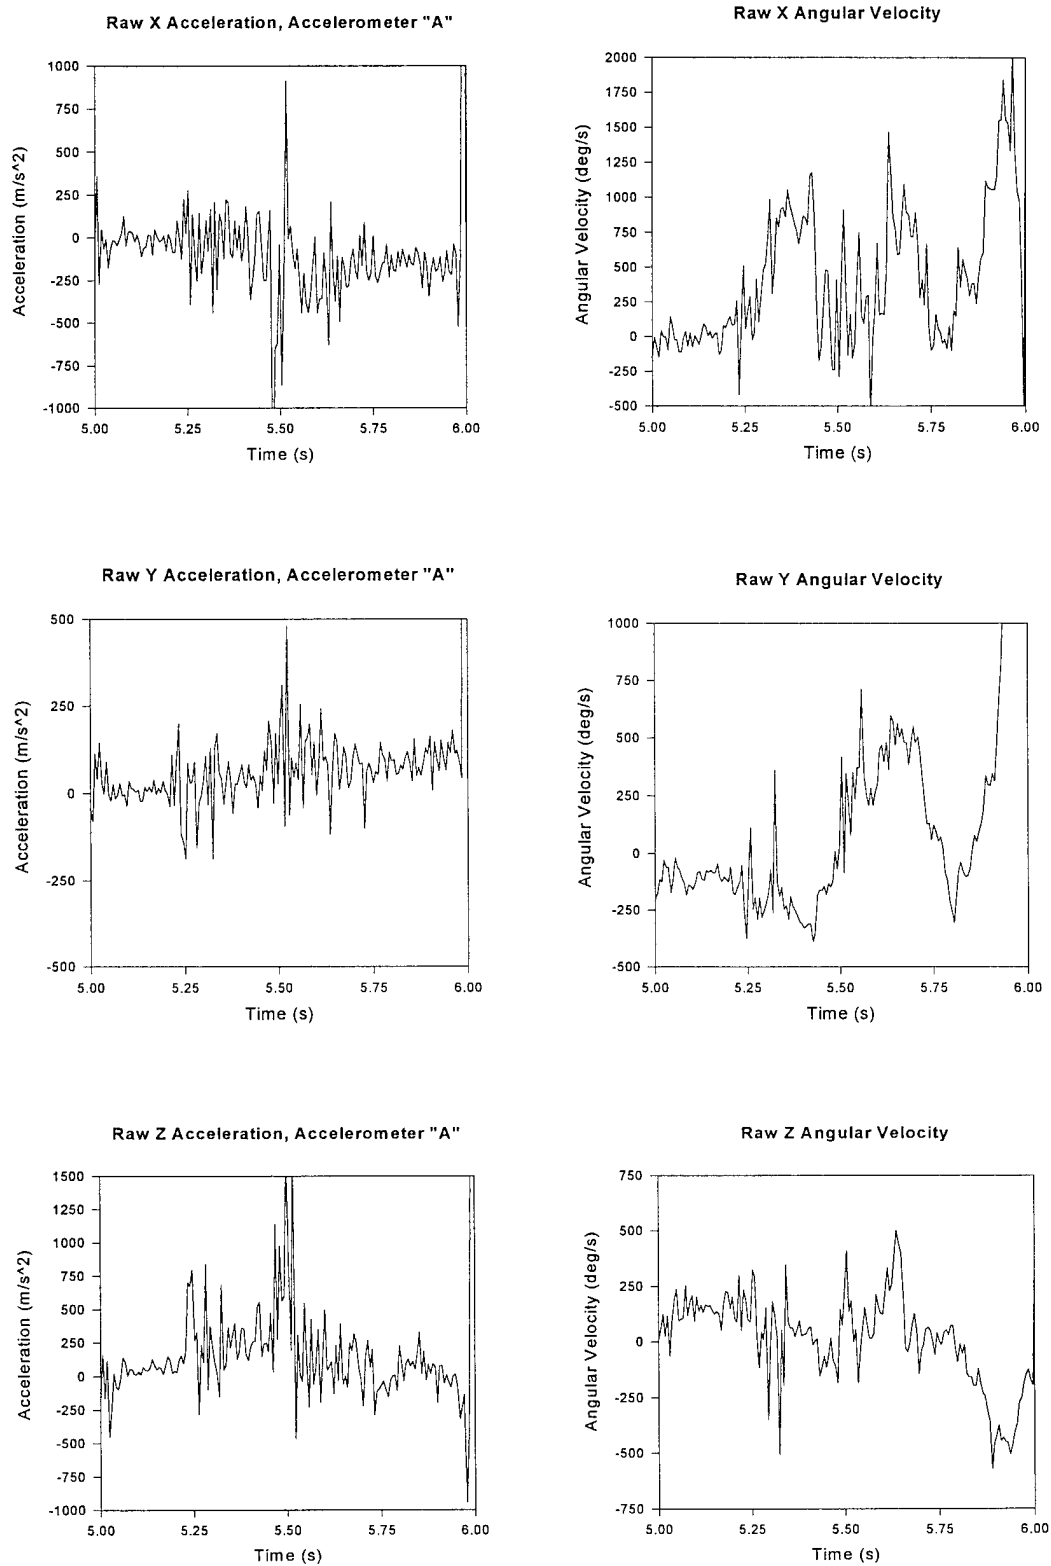 Raw X Acceleration, Accelerometer "A"
1000
750
500
250
0
-250
-500
-750
-1000
Acceleration (m/s^2)
5.00 5.25 5.50 5.75 6.00
Time (s)
Raw X Angular Velocity
2000
1500
1000
500
0
-500
Angular Velocity (deg/s)
5.00 5.25 5.50 5.75 6.00
Time (s)
Raw Y Acceleration, Accelerometer "A"
500
250
0
-250
-500
Acceleration (m/s^2)
5.00 5.25 5.50 5.75 6.00
Time (s)
Raw Y Angular Velocity
1000
750
500
250
0
-250
-500
Angular Velocity (deg/s)
5.00 5.25 5.50 5.75 6.00
Time (s)
Raw Z Acceleration, Accelerometer "A"
1500
1250
1000
750
500
250
0
-250
-500
-750
-1000
Acceleration (m/s^2)
5.00 5.25 5.50 5.75 6.00
Time (s)
Raw Z Angular Velocity
750
500
250
0
-250
-500
-750
Angular Velocity (deg/s)
5.00 5.25 5.50 5.75 6.00
Time (s)